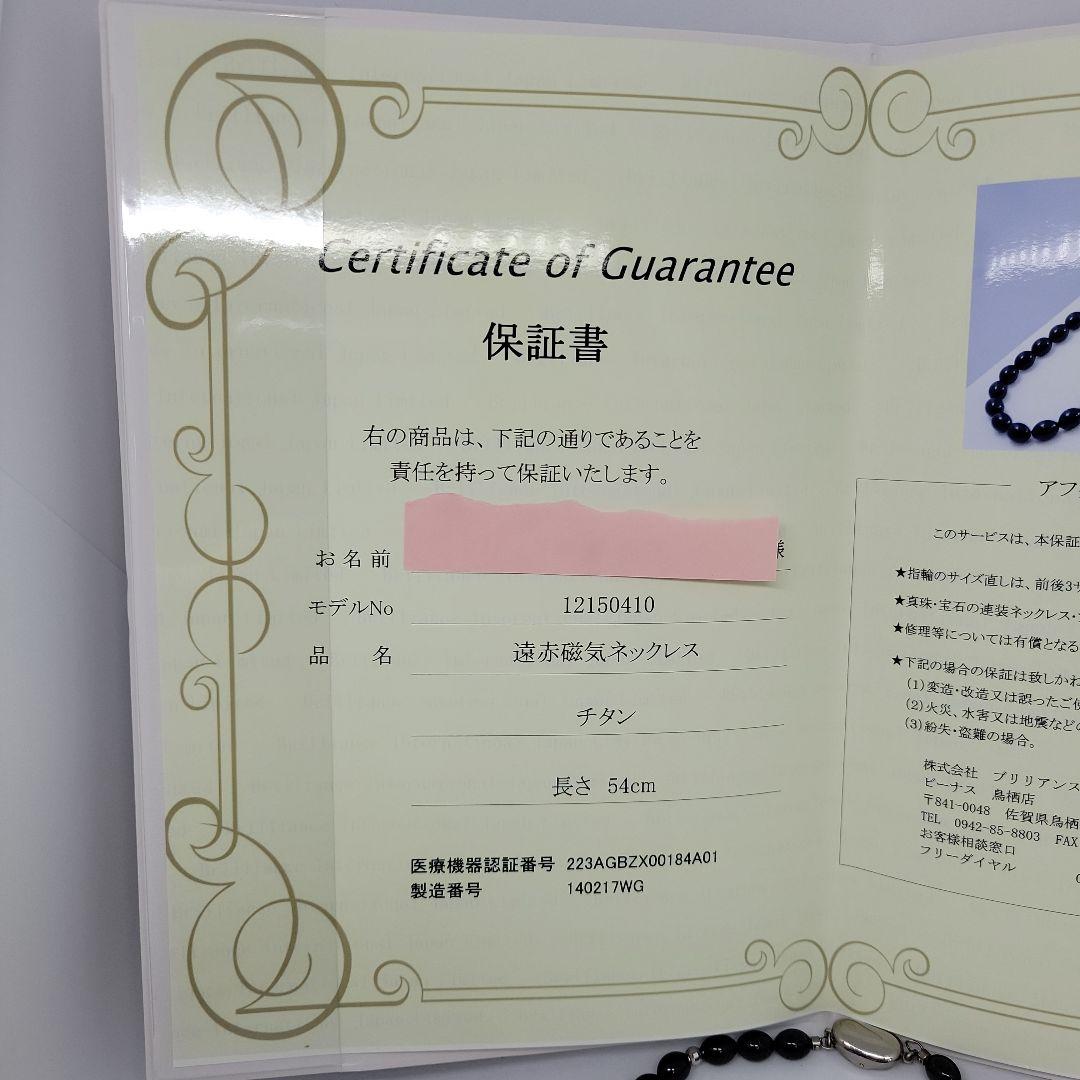 Certificate of Guarantee
保証書
右の商品は、下記の通りであることを
責任を持って保証いたします。
お名前 様
モデルNo 12150410
品 名 遠赤磁気ネックレス
チタン
長さ 54cm
医療機器認証番号 223AGBZX00184A01
製造番号 140217WG
アフ
このサービスは、本保証
★指輪のサイズ直しは、前後3サ
★真珠・宝石の連装ネックレス・
★修理等については有償となる
★下記の場合の保証は致しかね
(1)変造・改造又は誤ったご使
(2)火災、水害又は地震などの
(3)紛失・盗難の場合。
株式会社 ブリリアンス
ビーナス 鳥栖店
〒841-0048 佐賀県鳥栖
TEL 0942-85-8803 FAX
お客様相談窓口
フリーダイヤル